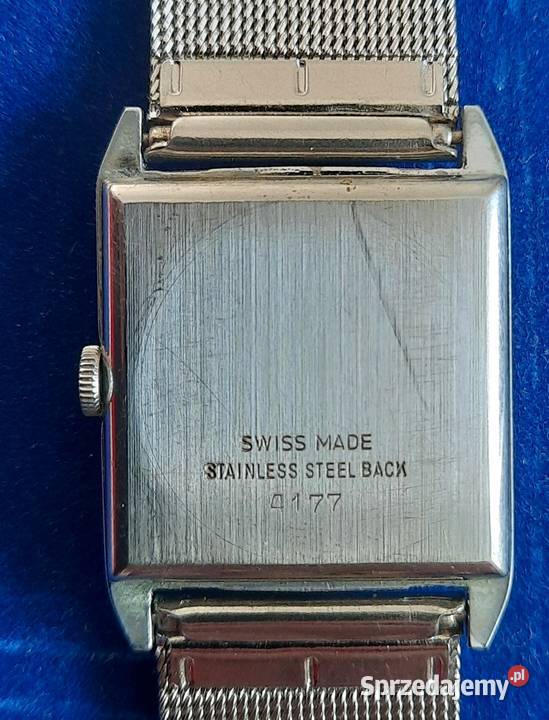 SWISS MADE
STAINLESS STEEL BACK
4177
Sprzedajemy.pl